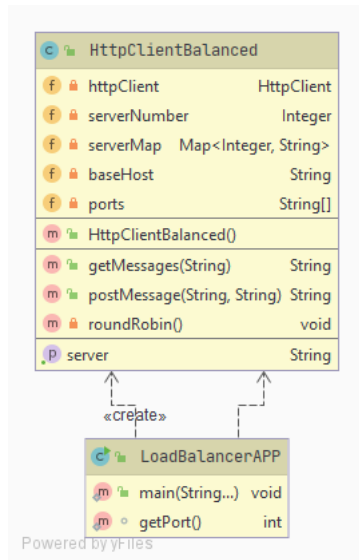 HttpClientBalanced
httpClient HttpClient
serverNumber Integer
serverMap Map<Integer, String>
baseHost String
ports String[]
HttpClientBalanced()
getMessages(String) String
postMessage(String, String) String
roundRobin() void
server String
«create»
LoadBalancerAPP
main(String...) void
getPort() int
Powered by yFiles